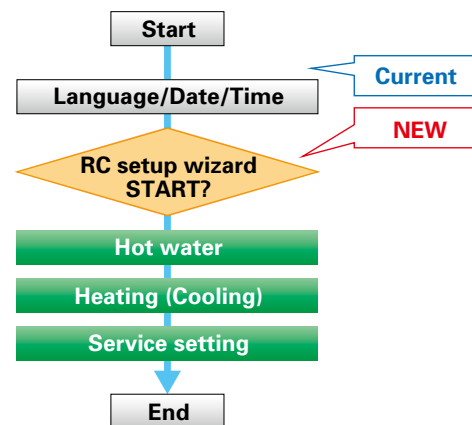 Start
Current
Language/Date/Time
NEW
RC setup wizard
START?
Hot water
Heating (Cooling)
Service setting
End